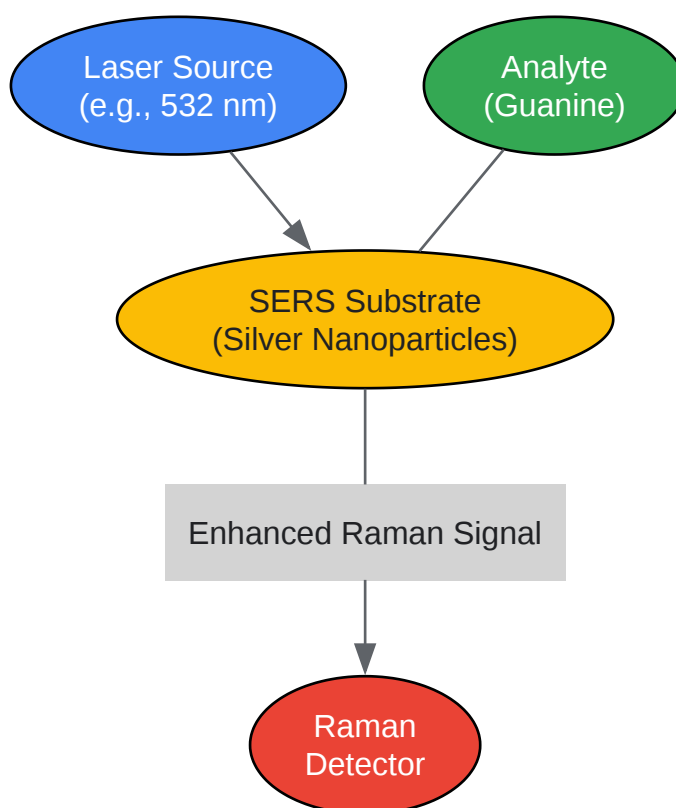 Laser Source
(e.g., 532 nm)
Analyte
(Guanine)
SERS Substrate
(Silver Nanoparticles)
Enhanced Raman Signal
Raman
Detector